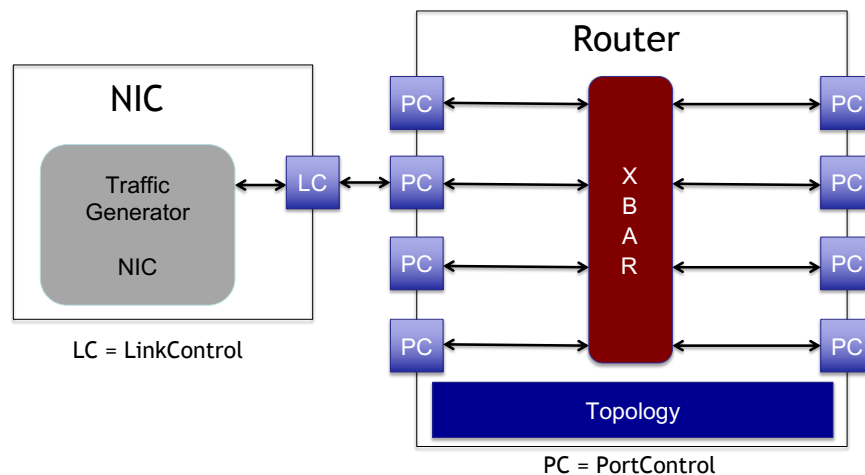 NIC
Traffic
Generator
NIC
LC
LC = LinkControl
Router
PC
PC
PC
PC
X
B
A
R
PC
PC
PC
PC
Topology
PC = PortControl